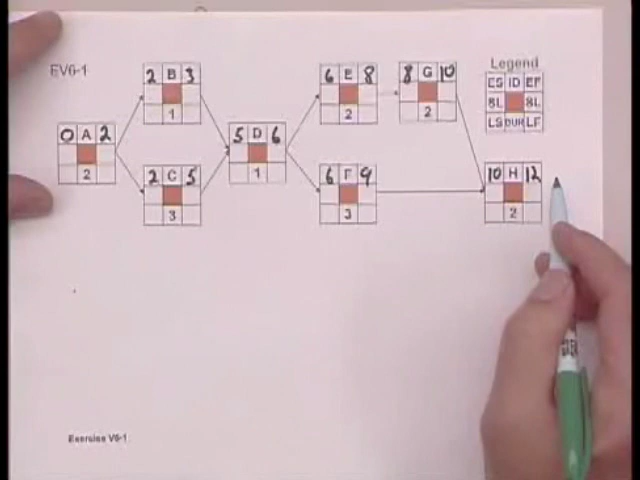 EV6-1
0 A 2
2
2 B 3
1
2 C 5
3
5 D 6
1
6 E 8
2
6 F 9
3
8 G 10
2
10 H 12
2
Legend
ES ID EF
SL SL
LS DUR LF
Exercise V6-1